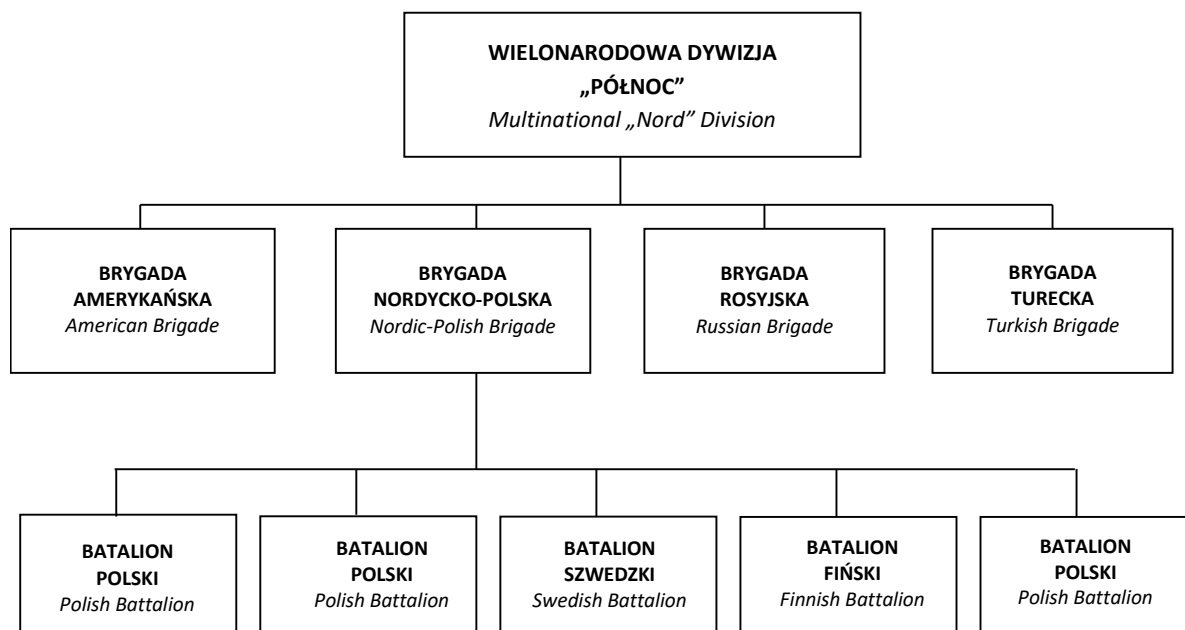 WIELONARODOWA DYWIZJA
„PÓŁNOC”
Multinational „Nord” Division
BRYGADA
AMERYKAŃSKA
American Brigade
BRYGADA
NORDYCKO-POLSKA
Nordic-Polish Brigade
BRYGADA
ROSYJSKA
Russian Brigade
BRYGADA
TURECKA
Turkish Brigade
BATALION
POLSKI
Polish Battalion
BATALION
POLSKI
Polish Battalion
BATALION
SZWEDZKI
Swedish Battalion
BATALION
FIŃSKI
Finnish Battalion
BATALION
POLSKI
Polish Battalion